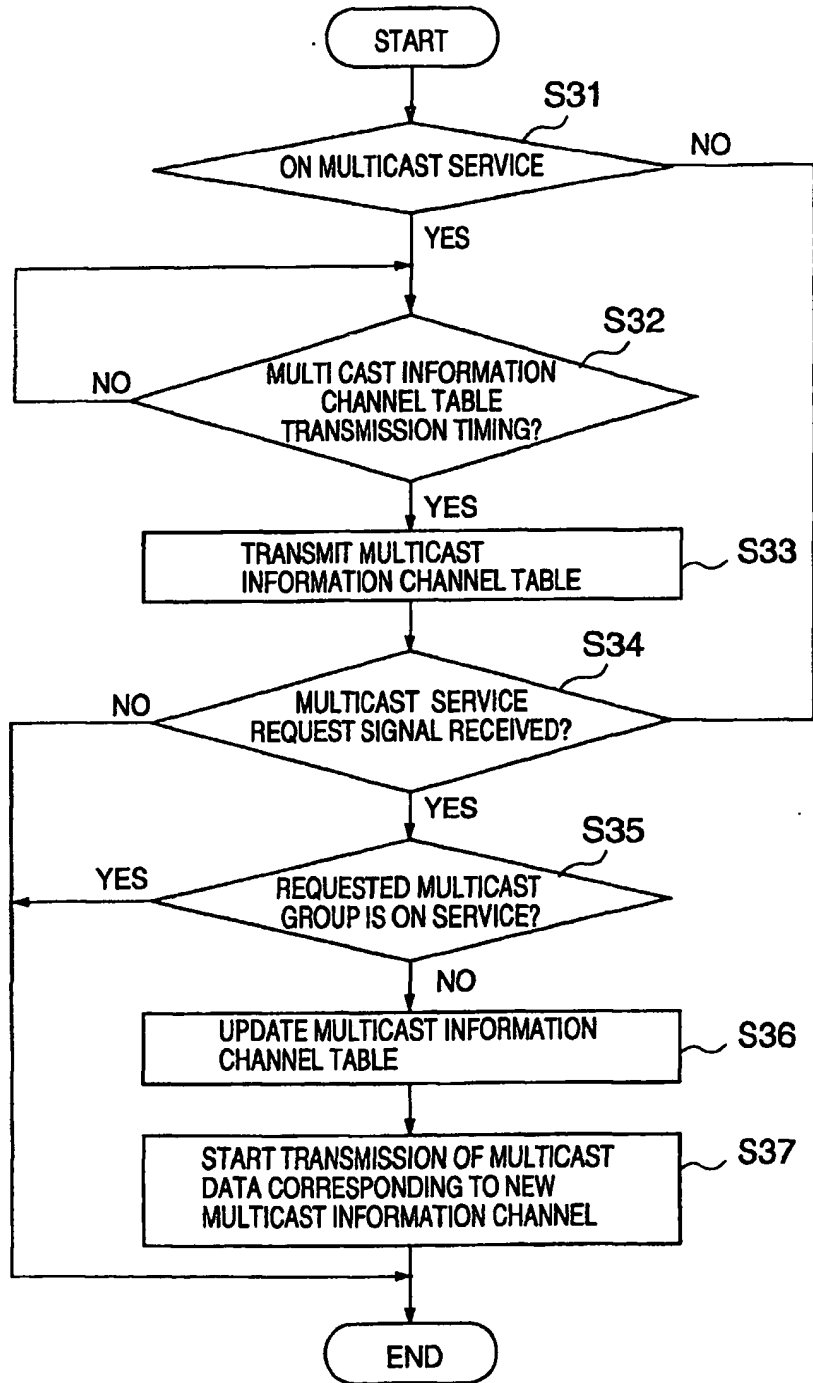 START
S31
ON MULTICAST SERVICE
NO
YES
S32
MULTI CAST INFORMATION
CHANNEL TABLE
TRANSMISSION TIMING?
NO
YES
TRANSMIT MULTICAST
INFORMATION CHANNEL TABLE
S33
S34
MULTICAST SERVICE
REQUEST SIGNAL RECEIVED?
NO
YES
S35
REQUESTED MULTICAST
GROUP IS ON SERVICE?
YES
NO
UPDATE MULTICAST INFORMATION
CHANNEL TABLE
S36
START TRANSMISSION OF MULTICAST
DATA CORRESPONDING TO NEW
MULTICAST INFORMATION CHANNEL
S37
END